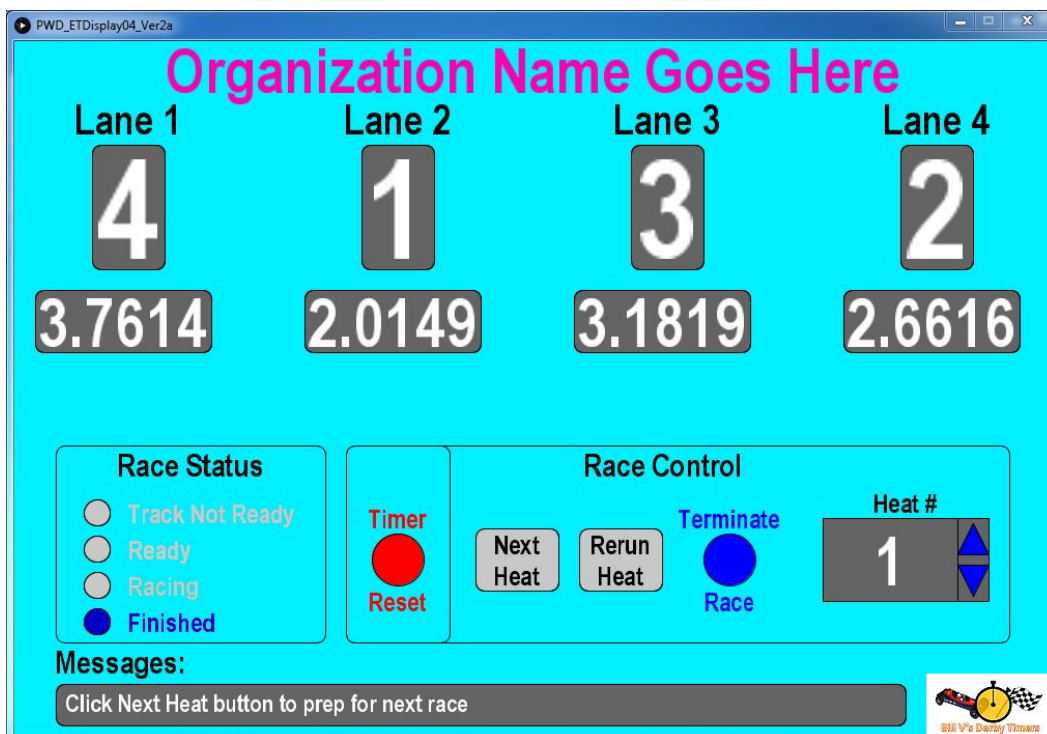 PWD_ETDisplay04_Ver2a
Organization Name Goes Here
Lane 1 Lane 2 Lane 3 Lane 4
4 1 3 2
3.7614 2.0149 3.1819 2.6616
Race Status
Track Not Ready
Ready
Racing
Finished
Timer
Reset
Race Control
Next
Heat
Rerun
Heat
Terminate
Race
Heat #
1
Messages:
Click Next Heat button to prep for next race
Bill V's Derby Timers